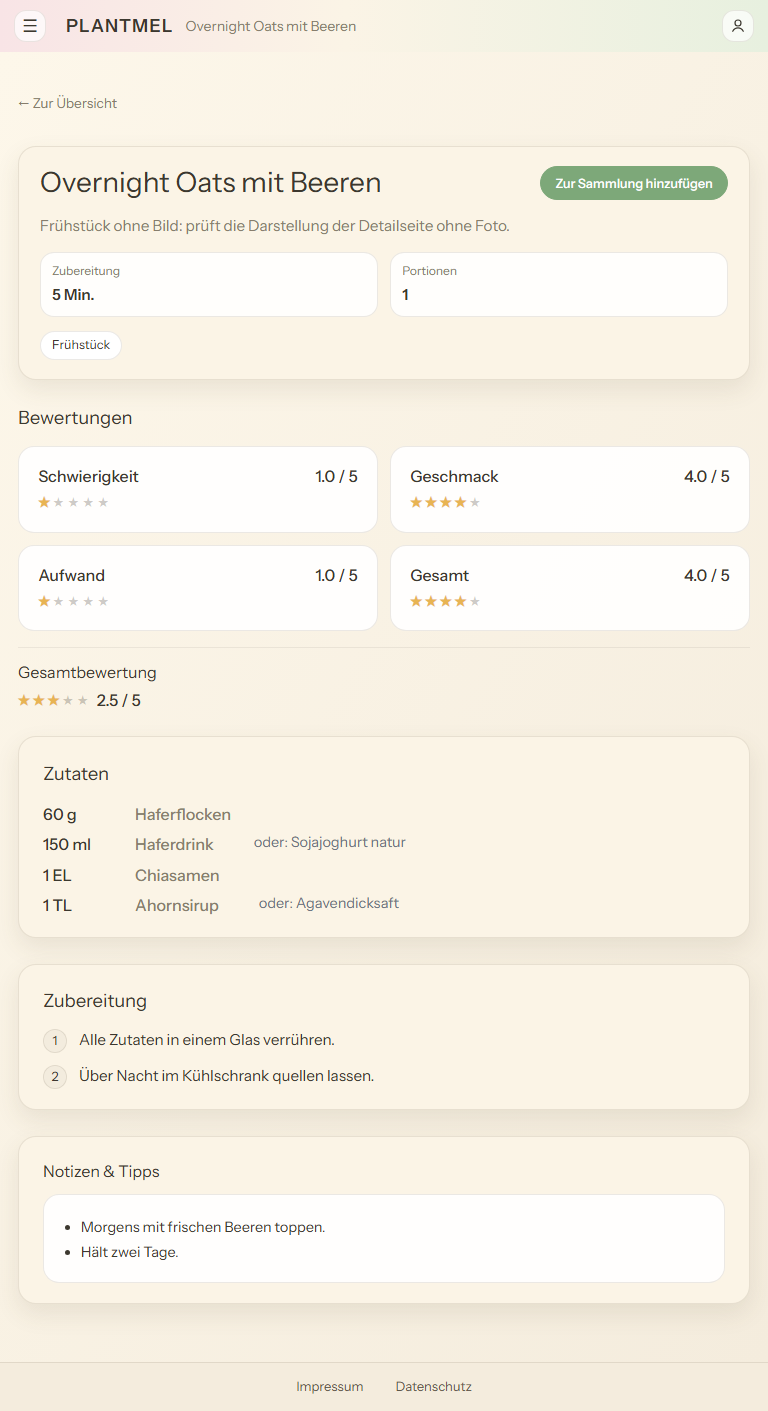 ☰ PLANTMEL Overnight Oats mit Beeren
← Zur Übersicht
Overnight Oats mit Beeren
Zur Sammlung hinzufügen
Frühstück ohne Bild: prüft die Darstellung der Detailseite ohne Foto.
Zubereitung
5 Min.
Portionen
1
Frühstück
Bewertungen
Schwierigkeit 1.0 / 5
★★★★★
Geschmack 4.0 / 5
★★★★★
Aufwand 1.0 / 5
★★★★★
Gesamt 4.0 / 5
★★★★★
Gesamtbewertung
★★★★★ 2.5 / 5
Zutaten
60 g Haferflocken
150 ml Haferdrink oder: Sojajoghurt natur
1 EL Chiasamen
1 TL Ahornsirup oder: Agavendicksaft
Zubereitung
1 Alle Zutaten in einem Glas verrühren.
2 Über Nacht im Kühlschrank quellen lassen.
Notizen & Tipps
• Morgens mit frischen Beeren toppen.
• Hält zwei Tage.
Impressum Datenschutz